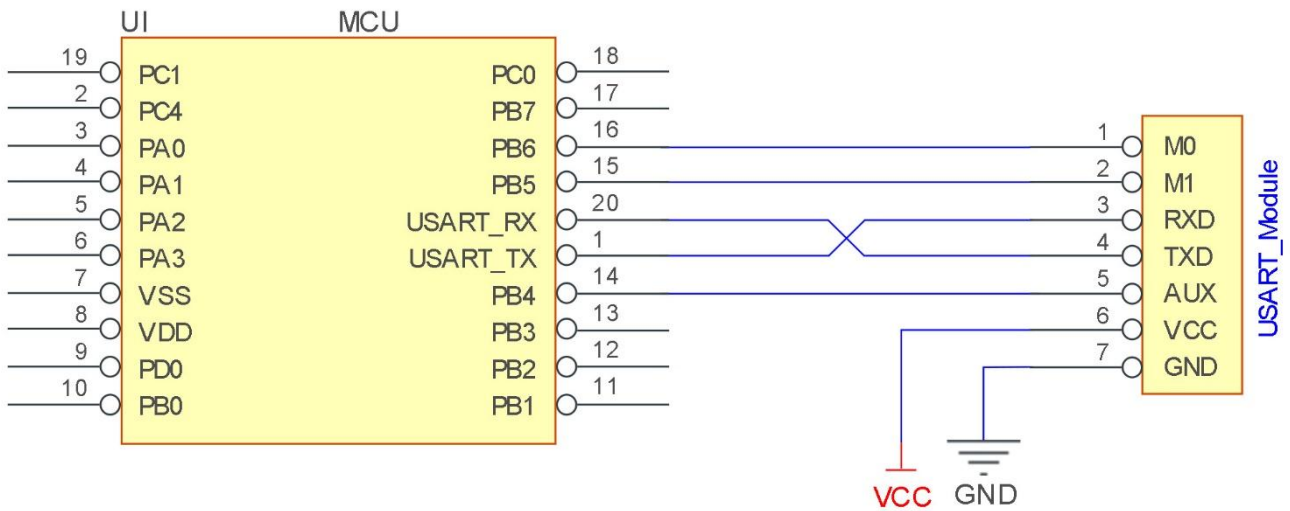 UI MCU
19 PC1 PC0 18
2 PC4 PB7 17
3 PA0 PB6 16 1 M0
4 PA1 PB5 15 2 M1
5 PA2 USART_RX 20 3 RXD
6 PA3 USART_TX 1 4 TXD
7 VSS PB4 14 5 AUX
8 VDD PB3 13 6 VCC
9 PD0 PB2 12 7 GND
10 PB0 PB1 11
USART_Module
VCC GND